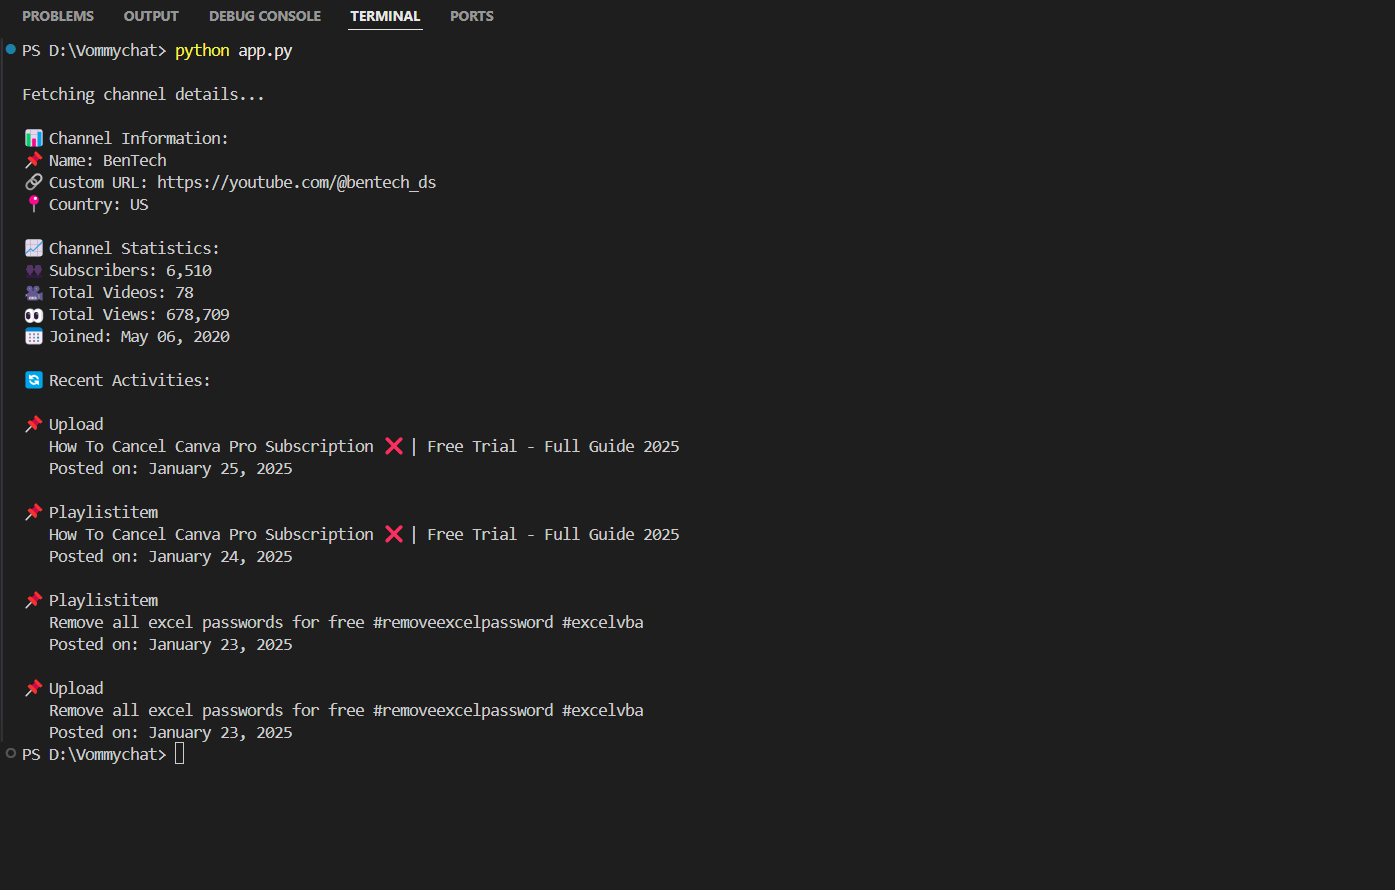 PROBLEMS OUTPUT DEBUG CONSOLE TERMINAL PORTS
PS D:\Vommychat> python app.py
Fetching channel details...
📊 Channel Information:
📌 Name: BenTech
🔗 Custom URL: https://youtube.com/@bentech_ds
📍 Country: US
📈 Channel Statistics:
👥 Subscribers: 6,510
🎥 Total Videos: 78
👀 Total Views: 678,709
📅 Joined: May 06, 2020
🔄 Recent Activities:
📌 Upload
How To Cancel Canva Pro Subscription ❌ | Free Trial - Full Guide 2025
Posted on: January 25, 2025
📌 Playlistitem
How To Cancel Canva Pro Subscription ❌ | Free Trial - Full Guide 2025
Posted on: January 24, 2025
📌 Playlistitem
Remove all excel passwords for free #removeexcelpassword #excelvba
Posted on: January 23, 2025
📌 Upload
Remove all excel passwords for free #removeexcelpassword #excelvba
Posted on: January 23, 2025
PS D:\Vommychat>